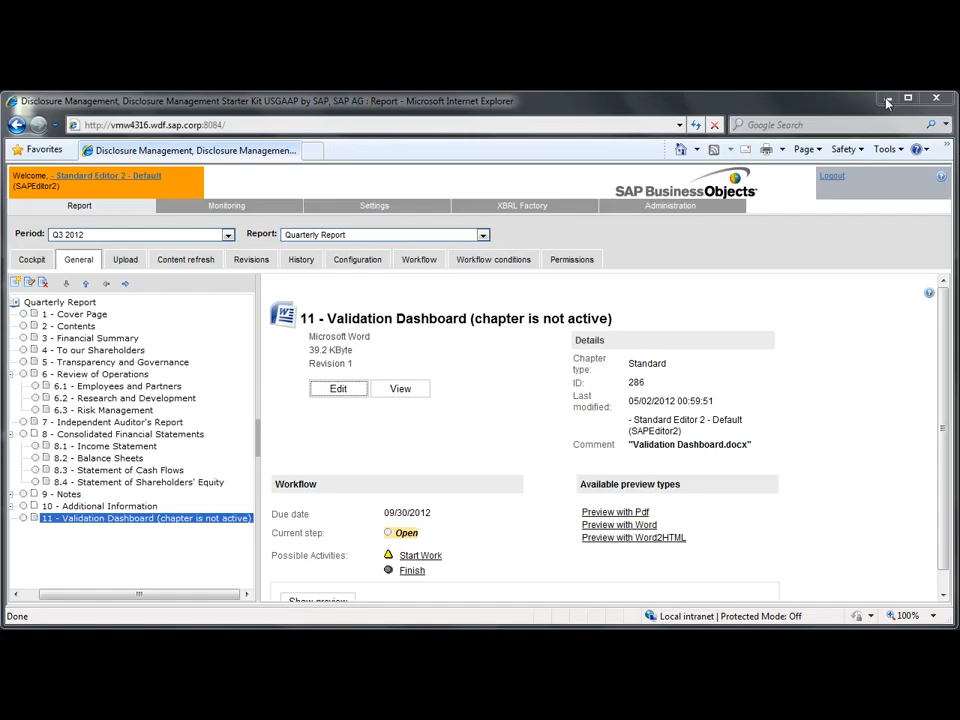 Disclosure Management, Disclosure Management Starter Kit USGAAP by SAP, SAP AG : Report - Microsoft Internet Explorer
http://vmw4316.wdf.sap.corp:8084/
Google Search
Favorites
Disclosure Management, Disclosure Managemen...
Page
Safety
Tools
Welcome, - Standard Editor 2 - Default
(SAPEditor2)
SAP BusinessObjects
Logout
Report
Monitoring
Settings
XBRL Factory
Administration
Period: Q3 2012
Report: Quarterly Report
Cockpit
General
Upload
Content refresh
Revisions
History
Configuration
Workflow
Workflow conditions
Permissions
Quarterly Report
1 - Cover Page
2 - Contents
3 - Financial Summary
4 - To our Shareholders
5 - Transparency and Governance
6 - Review of Operations
6.1 - Employees and Partners
6.2 - Research and Development
6.3 - Risk Management
7 - Independent Auditor's Report
8 - Consolidated Financial Statements
8.1 - Income Statement
8.2 - Balance Sheets
8.3 - Statement of Cash Flows
8.4 - Statement of Shareholders' Equity
9 - Notes
10 - Additional Information
11 - Validation Dashboard (chapter is not active)
11 - Validation Dashboard (chapter is not active)
Microsoft Word
39.2 KByte
Revision 1
Edit
View
Details
Chapter type: Standard
ID: 286
Last modified: 05/02/2012 00:59:51
- Standard Editor 2 - Default
(SAPEditor2)
Comment "Validation Dashboard.docx"
Workflow
Due date 09/30/2012
Current step: Open
Possible Activities: Start Work
Finish
Available preview types
Preview with Pdf
Preview with Word
Preview with Word2HTML
Show preview
Done
Local intranet | Protected Mode: Off
100%